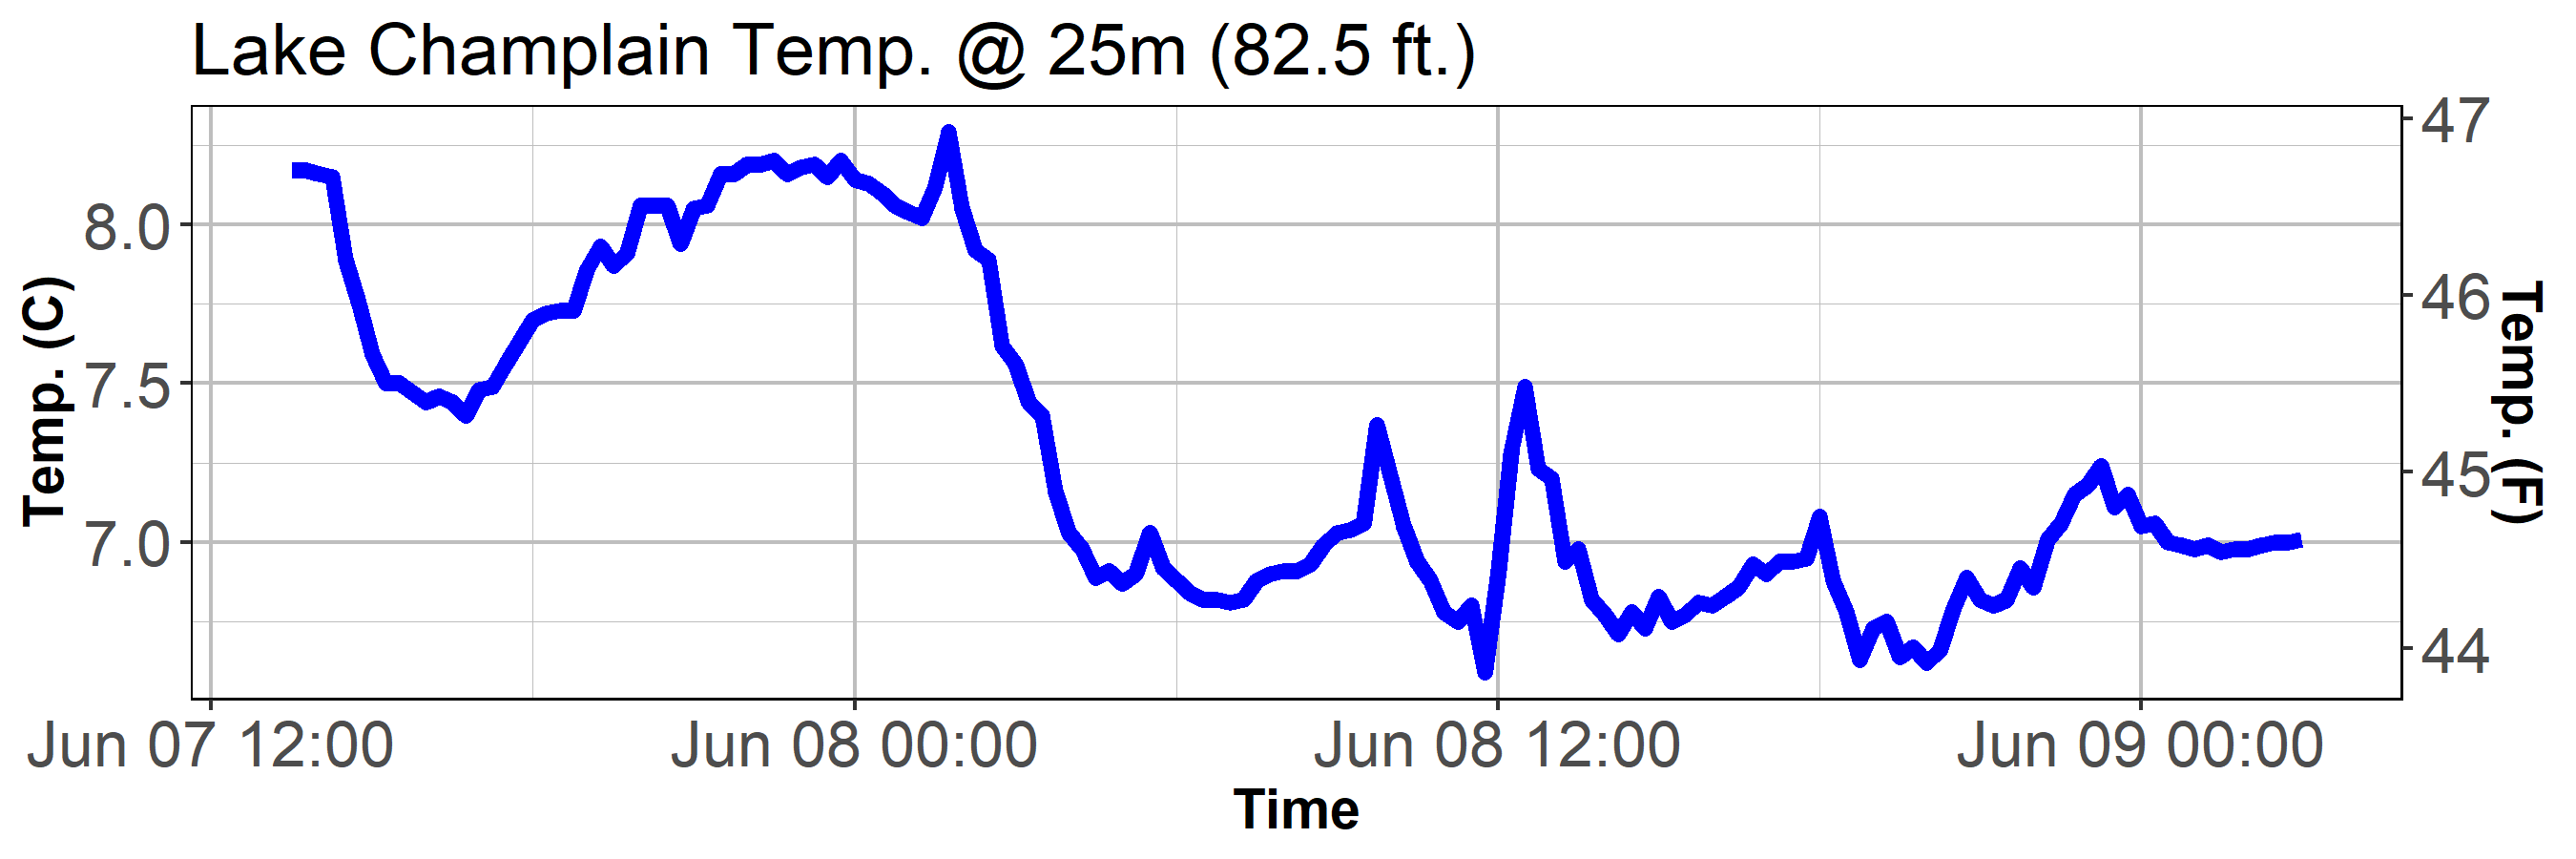 Lake Champlain Temp. @ 25m (82.5 ft.)
47
8.0
46
7.5
45
7.0
44
Temp. (C)
Temp. (F)
Jun 07 12:00 Jun 08 00:00 Jun 08 12:00 Jun 09 00:00
Time